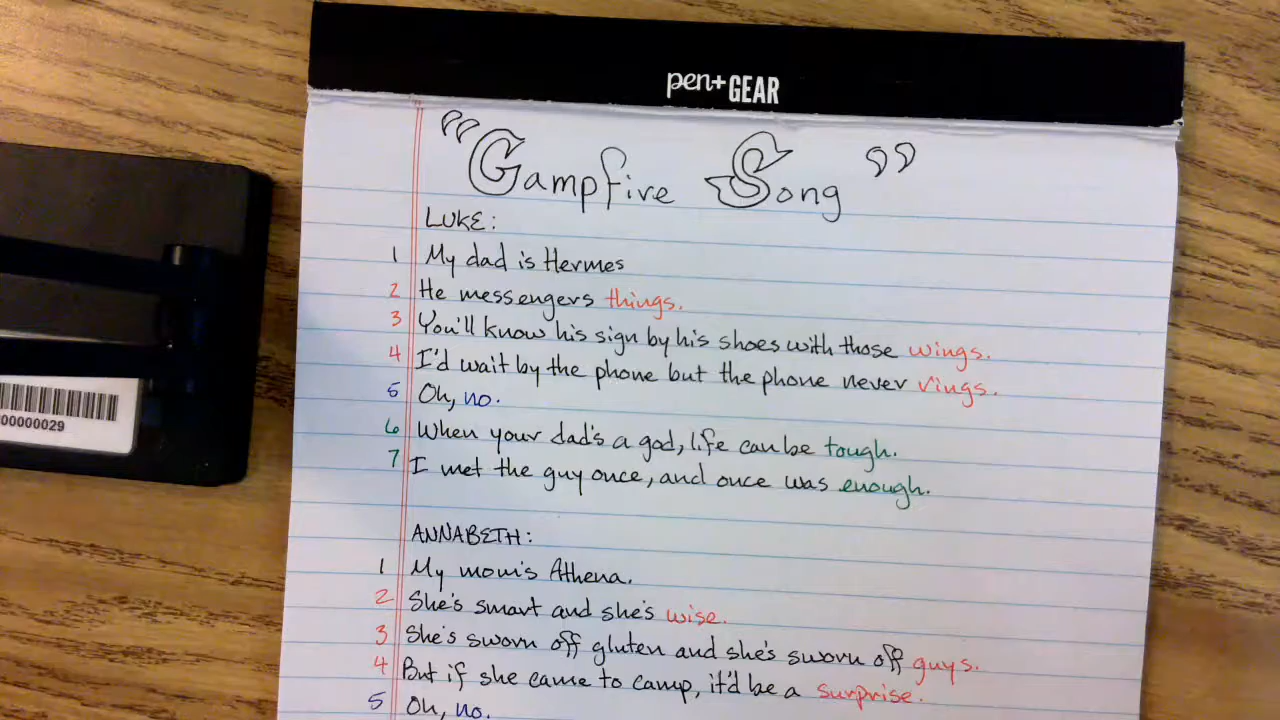 pen+GEAR
"Campfire Song"
LUKE:
1 My dad is Hermes
2 He messengers things.
3 You'll know his sign by his shoes with those wings.
4 I'd wait by the phone but the phone never rings.
5 Oh, no.
6 When your dad's a god, life can be tough.
7 I met the guy once, and once was enough.
ANNABETH:
1 My mom's Athena.
2 She's smart and she's wise.
3 She's sworn off gluten and she's sworn off guys.
4 But if she came to camp, it'd be a surprise.
5 Oh, no.
00000029